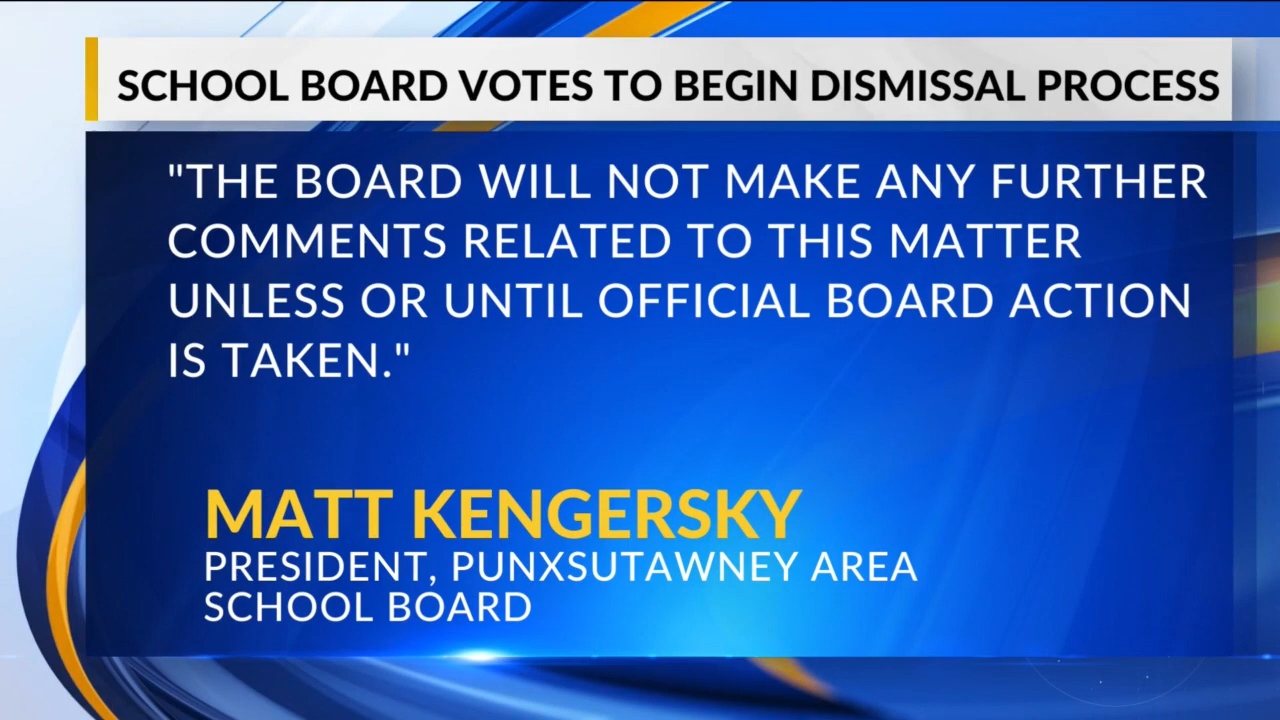 SCHOOL BOARD VOTES TO BEGIN DISMISSAL PROCESS
"THE BOARD WILL NOT MAKE ANY FURTHER
COMMENTS RELATED TO THIS MATTER
UNLESS OR UNTIL OFFICIAL BOARD ACTION
IS TAKEN."
MATT KENGERSKY
PRESIDENT, PUNXSUTAWNEY AREA
SCHOOL BOARD